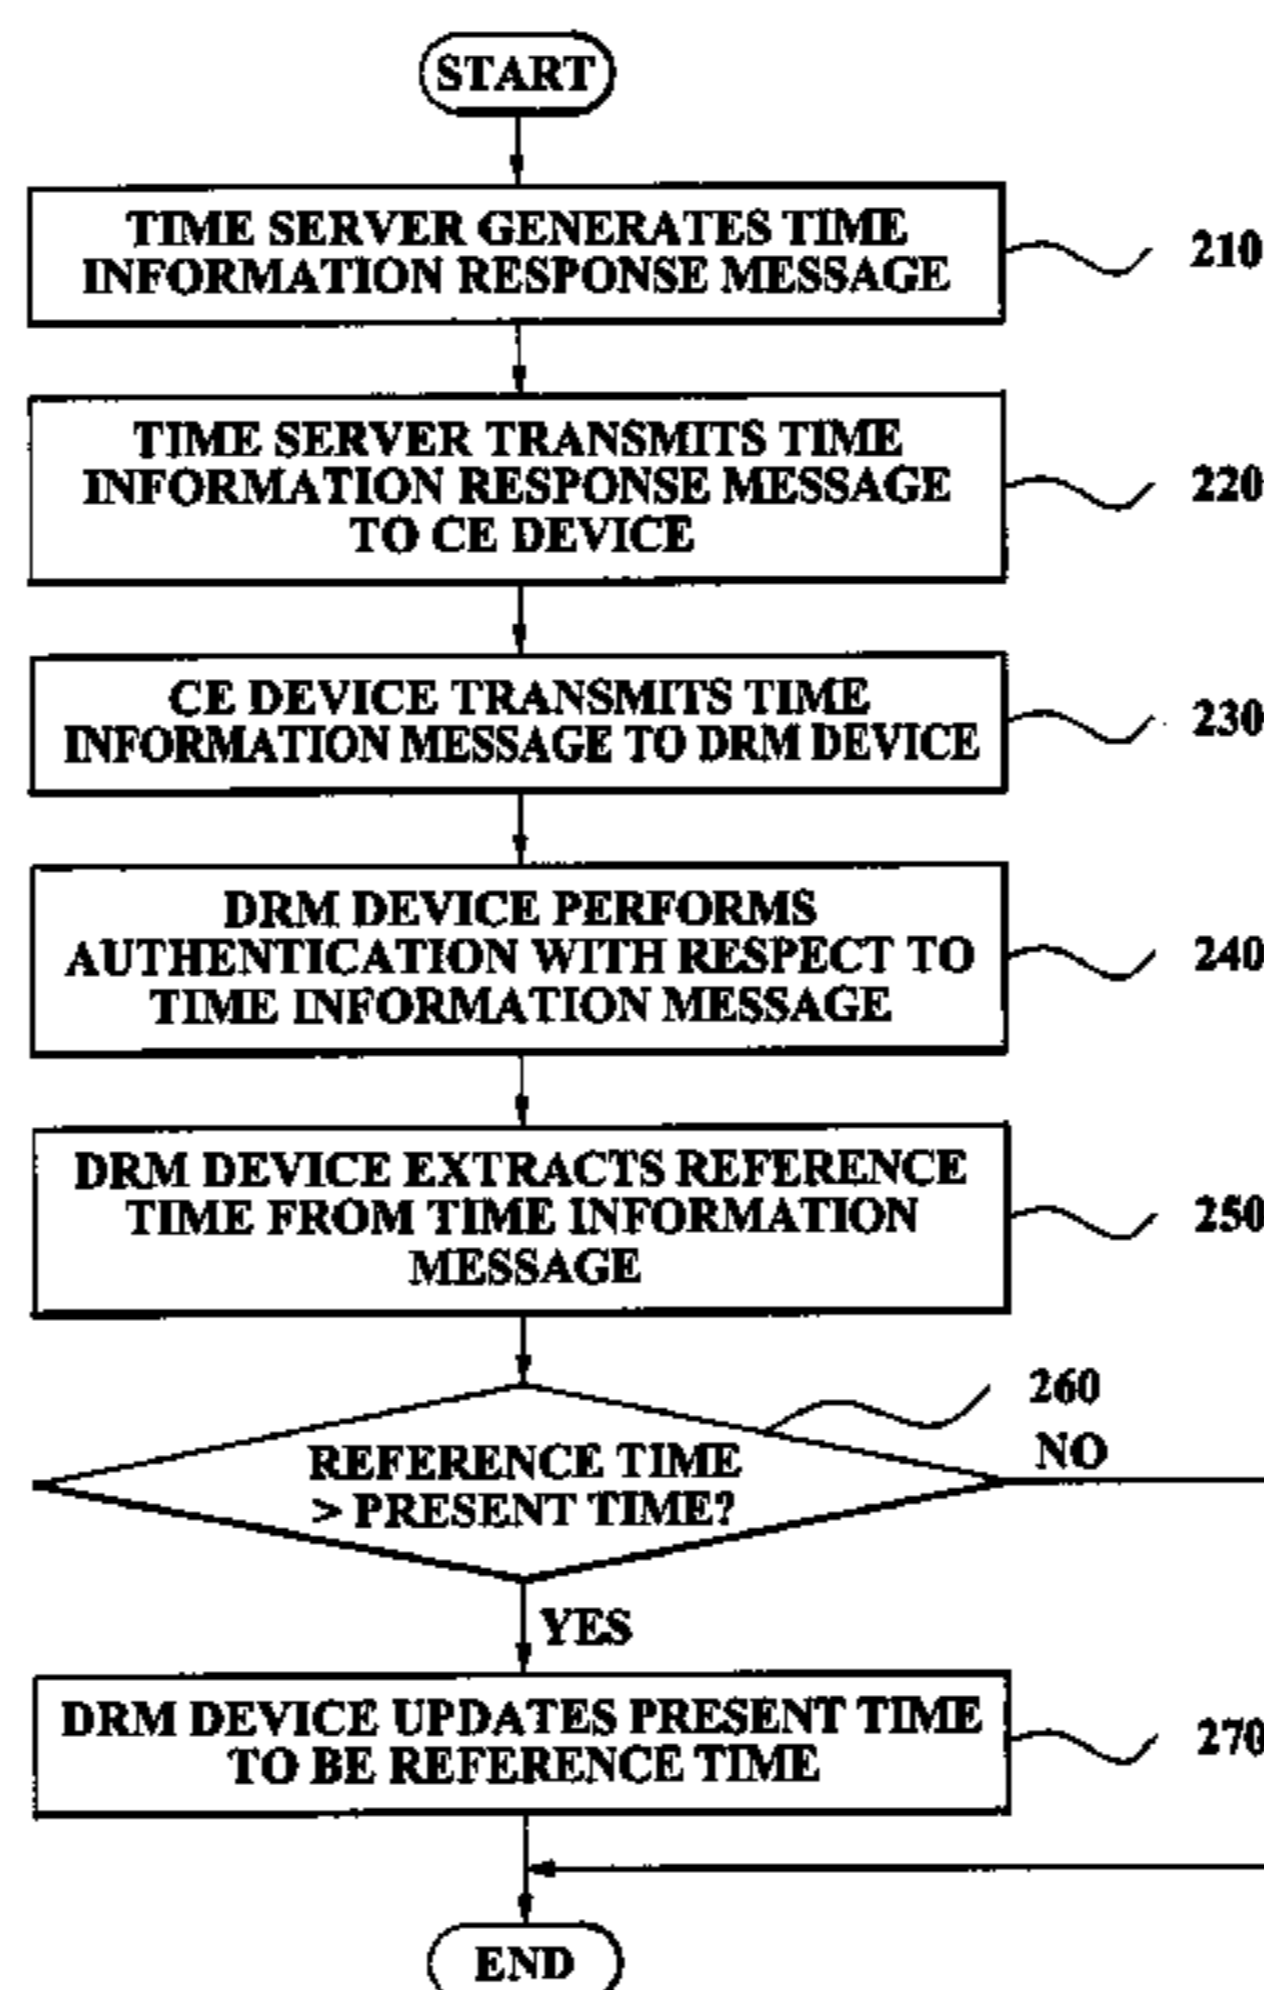 START
TIME SERVER GENERATES TIME
INFORMATION RESPONSE MESSAGE
210
TIME SERVER TRANSMITS TIME
INFORMATION RESPONSE MESSAGE
TO CE DEVICE
220
CE DEVICE TRANSMITS TIME
INFORMATION MESSAGE TO DRM DEVICE
230
DRM DEVICE PERFORMS
AUTHENTICATION WITH RESPECT TO
TIME INFORMATION MESSAGE
240
DRM DEVICE EXTRACTS REFERENCE
TIME FROM TIME INFORMATION
MESSAGE
250
260
REFERENCE TIME
> PRESENT TIME?
NO
YES
DRM DEVICE UPDATES PRESENT TIME
TO BE REFERENCE TIME
270
END